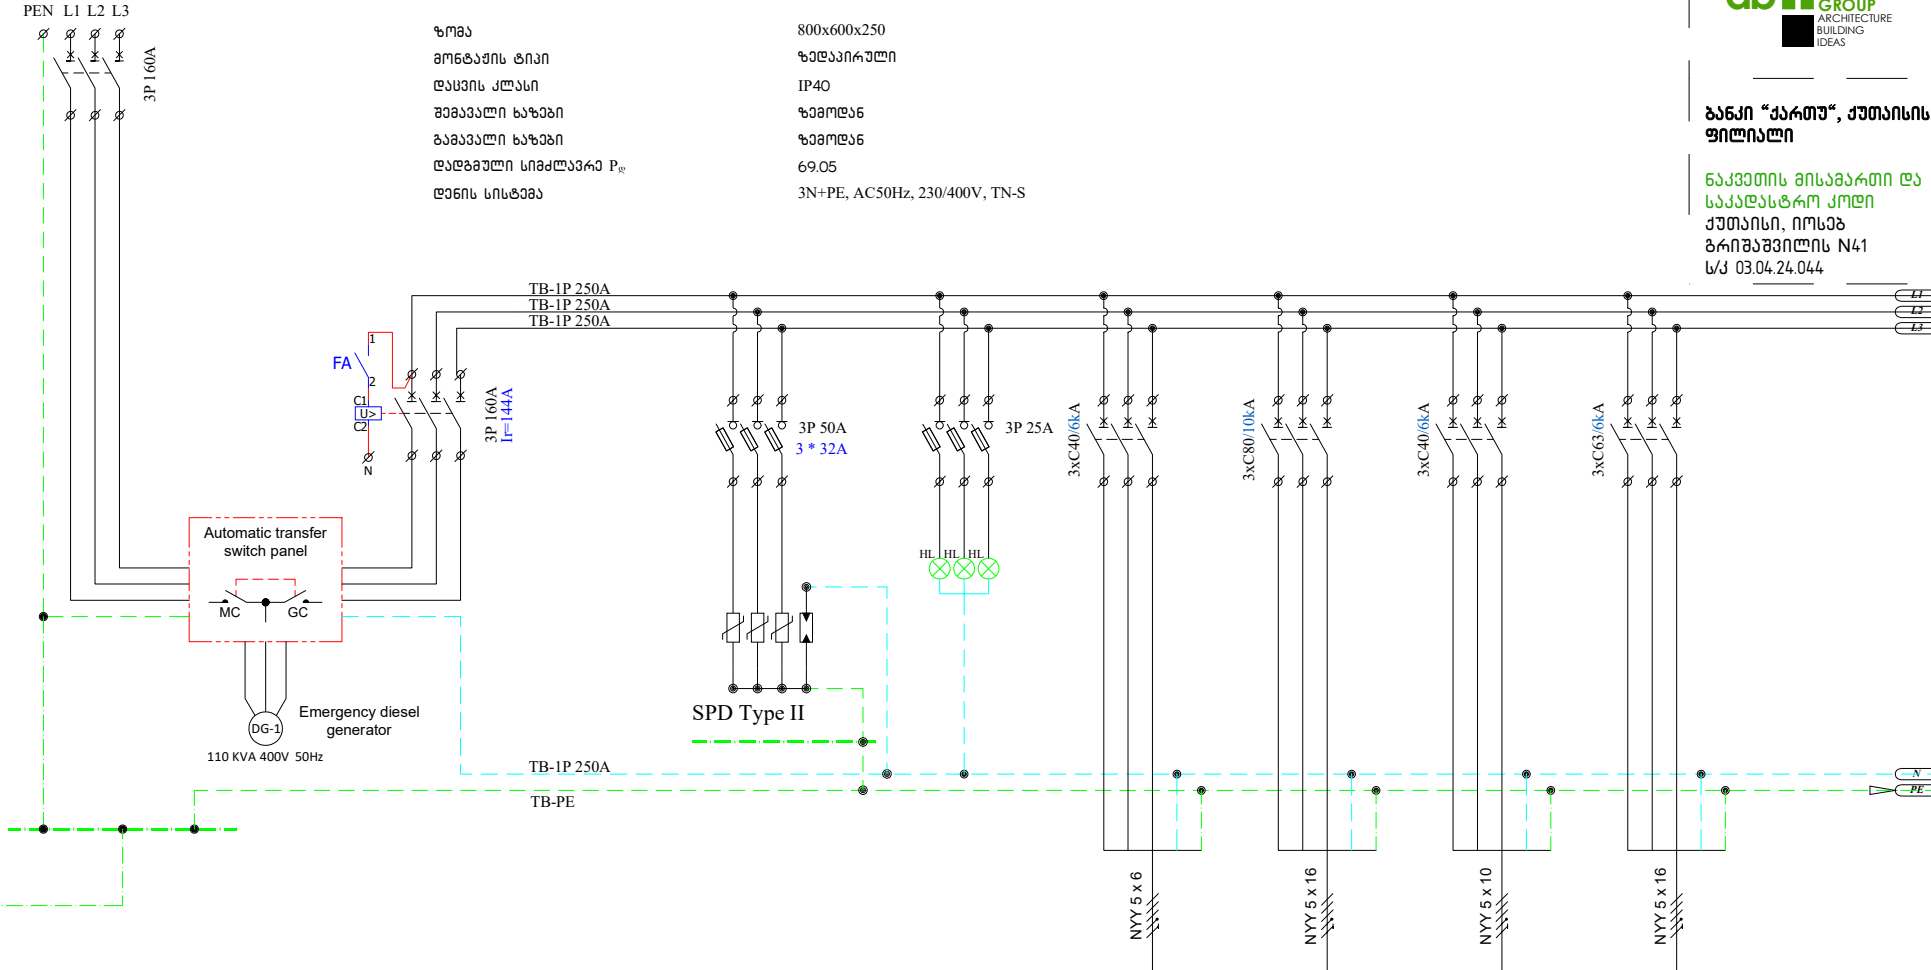 PEN L1 L2 L3
3P 160A
ზომა 800x600x250
მონტაჟის ტიპი ზედაპირული
დაცვის კლასი IP40
შემავალი ხაზები ზემოდან
გამავალი ხაზები ზემოდან
დადგმული სიმძლავრე Pდ 69.05
დენის სისტემა 3N+PE, AC50Hz, 230/400V, TN-S
GROUP
ARCHITECTURE
BUILDING
IDEAS
ბანკი “ქართუ“, ქუთაისის
ფილიალი
ნაკვეთის მისამართი და
საკადასტრო კოდი
ქუთაისი, იოსებ
გრიშაშვილის N41
ს/კ 03.04.24.044
TB-1P 250A
TB-1P 250A
TB-1P 250A
L1
L2
L3
FA
1
2
C1
U>
C2
N
3P 160A
Ir=144A
3P 50A
3 * 32A
3P 25A
3xC40/6kA
3xC80/10kA
3xC40/6kA
3xC63/6kA
Automatic transfer
switch panel
MC GC
HL HL HL
SPD Type II
DG-1
Emergency diesel
generator
110 KVA 400V 50Hz
TB-1P 250A
TB-PE
N
PE
NYY 5 x 6
NYY 5 x 16
NYY 5 x 10
NYY 5 x 16